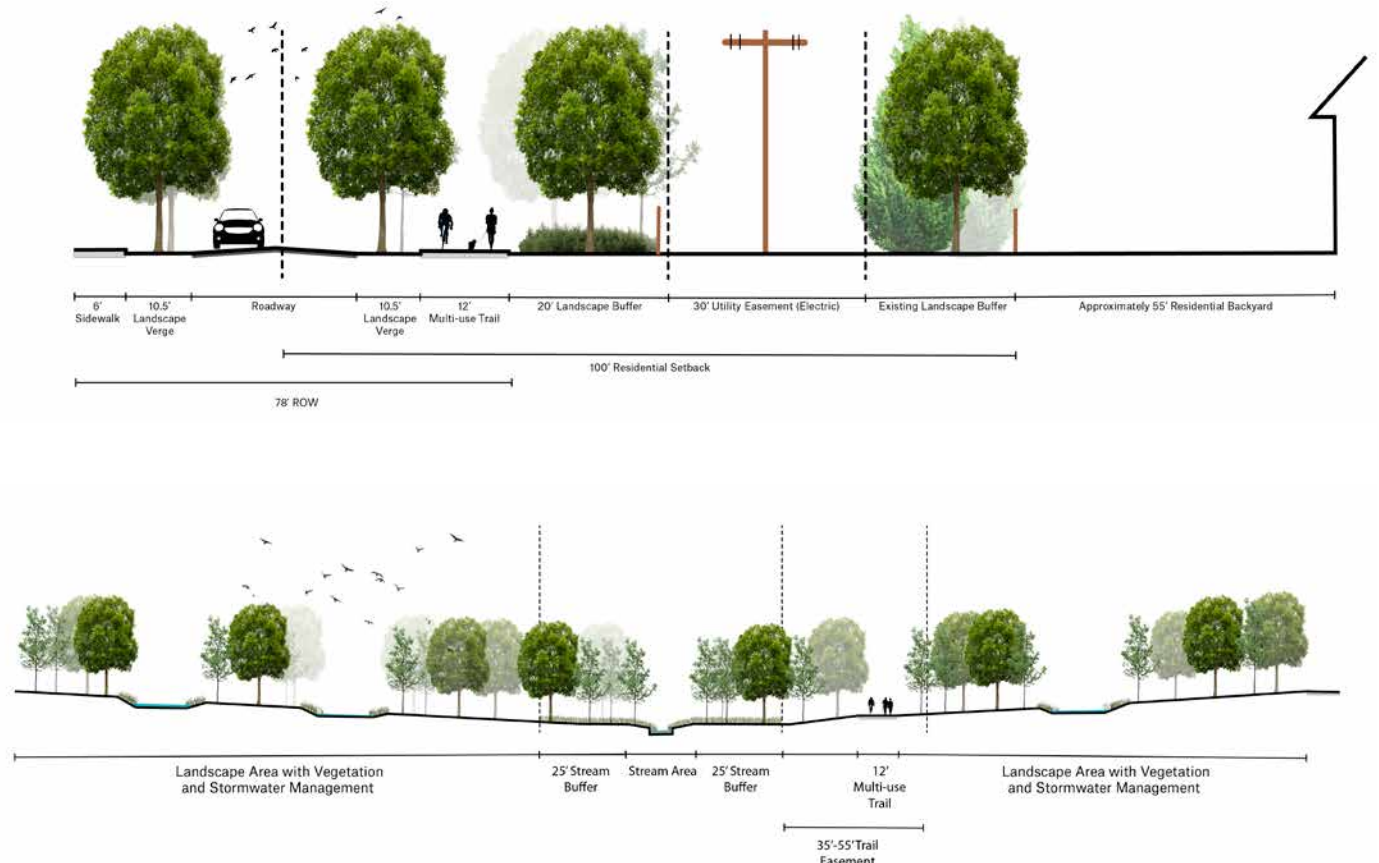 6'
Sidewalk
10.5'
Landscape
Verge
Roadway
10.5'
Landscape
Verge
12'
Multi-use Trail
20' Landscape Buffer
30' Utility Easement (Electric)
Existing Landscape Buffer
Approximately 55' Residential Backyard
100' Residential Setback
78' ROW
Landscape Area with Vegetation
and Stormwater Management
25' Stream
Buffer
Stream Area
25' Stream
Buffer
12'
Multi-use
Trail
Landscape Area with Vegetation
and Stormwater Management
35'-55' Trail
Easement